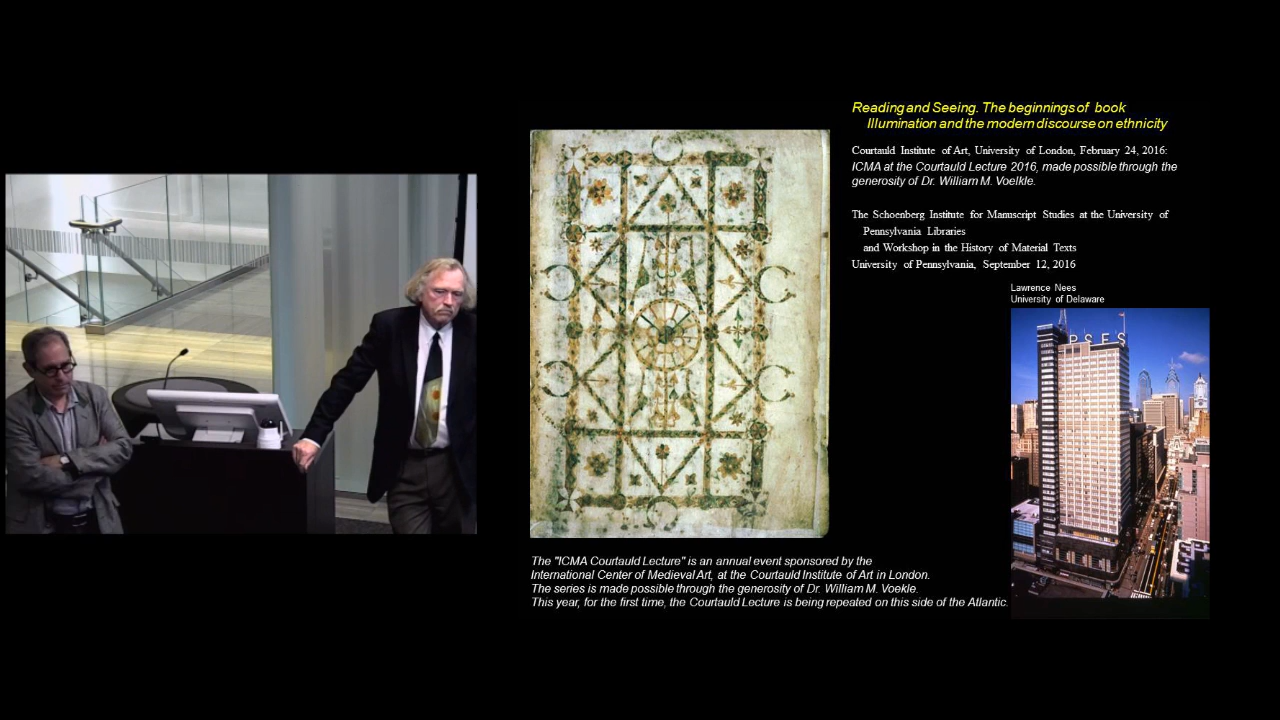 Reading and Seeing. The beginnings of book
Illumination and the modern discourse on ethnicity
Courtauld Institute of Art, University of London, February 24, 2016:
ICMA at the Courtauld Lecture 2016, made possible through the
generosity of Dr. William M. Voelkle.
The Schoenberg Institute for Manuscript Studies at the University of
Pennsylvania Libraries
and Workshop in the History of Material Texts
University of Pennsylvania, September 12, 2016
Lawrence Nees
University of Delaware
PSFS
The "ICMA Courtauld Lecture" is an annual event sponsored by the
International Center of Medieval Art, at the Courtauld Institute of Art in London.
The series is made possible through the generosity of Dr. William M. Voekle.
This year, for the first time, the Courtauld Lecture is being repeated on this side of the Atlantic.